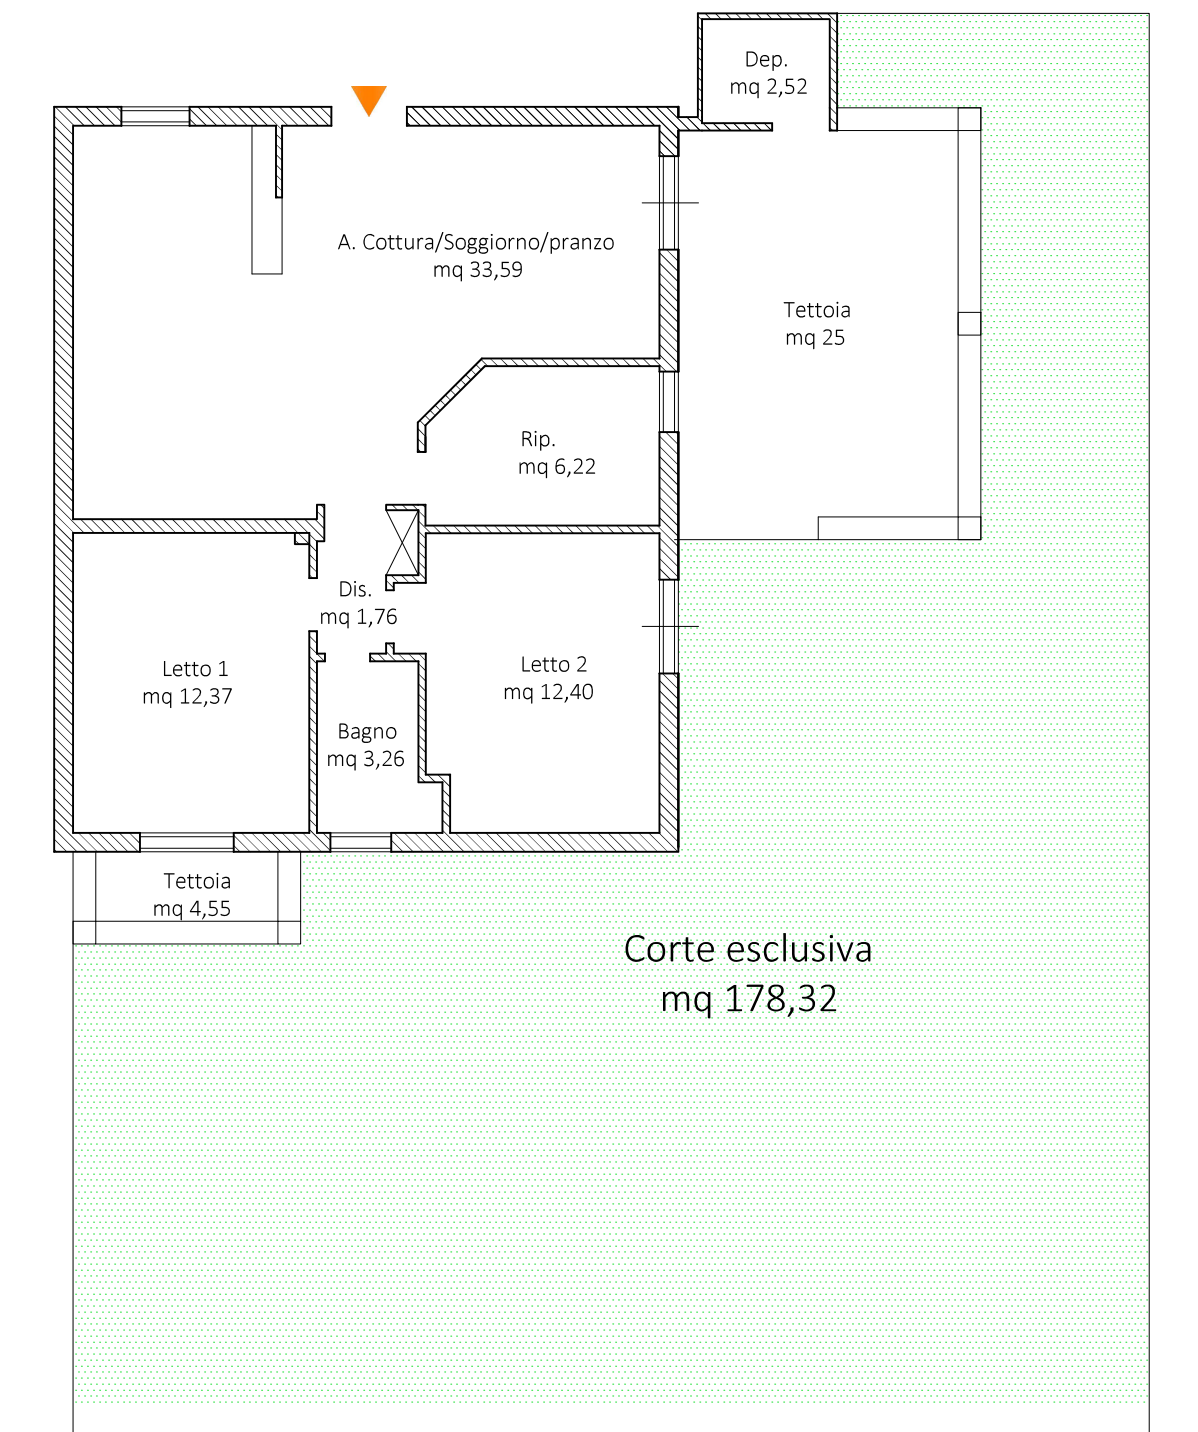 Dep.
mq 2,52
A. Cottura/Soggiorno/pranzo
mq 33,59
Tettoia
mq 25
Rip.
mq 6,22
Dis.
mq 1,76
Letto 1
mq 12,37
Letto 2
mq 12,40
Bagno
mq 3,26
Tettoia
mq 4,55
Corte esclusiva
mq 178,32